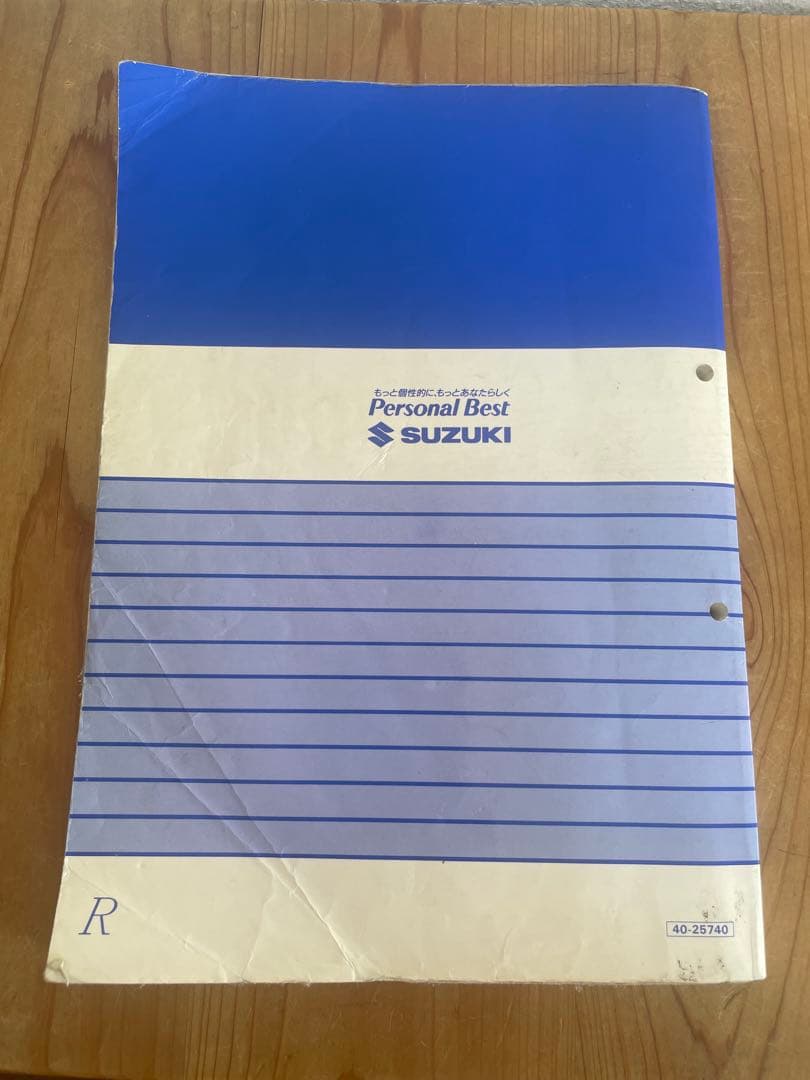 もっと個性的に、もっとあなたらしく
Personal Best
SUZUKI
R
40-25740